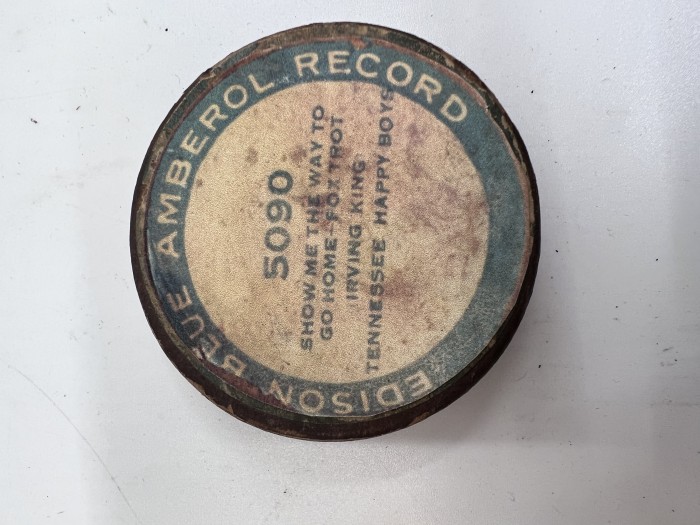 EDISON BLUE AMBEROL RECORD
5090
SHOW ME THE WAY TO
GO HOME-FOX TROT
IRVING KING
TENNESSEE HAPPY BOYS